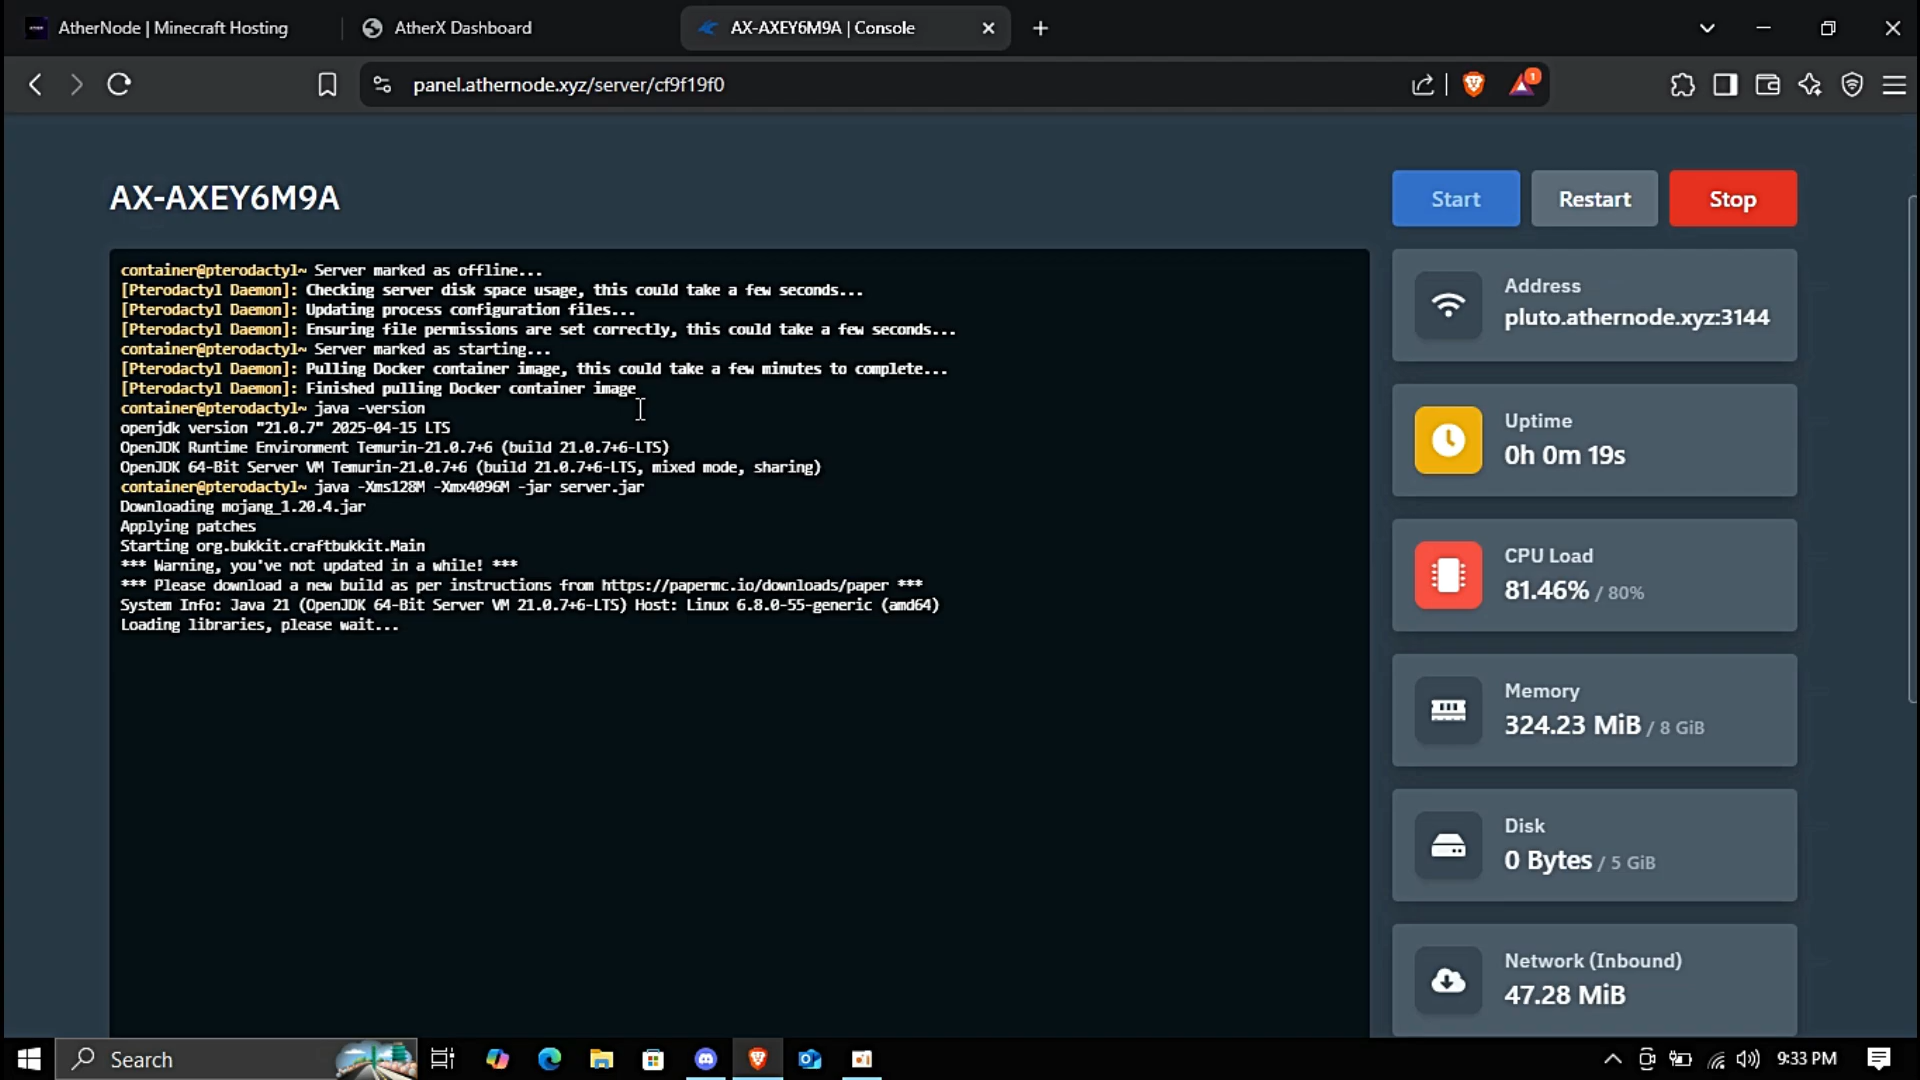 AtherNode | Minecraft Hosting
AtherX Dashboard
AX-AXEY6M9A | Console
panel.athernode.xyz/server/cf9f19f0
1
AX-AXEY6M9A
Start
Restart
Stop
container@pterodactyl~ Server marked as offline...
[Pterodactyl Daemon]: Checking server disk space usage, this could take a few seconds...
[Pterodactyl Daemon]: Updating process configuration files...
[Pterodactyl Daemon]: Ensuring file permissions are set correctly, this could take a few seconds...
container@pterodactyl~ Server marked as starting...
[Pterodactyl Daemon]: Pulling Docker container image, this could take a few minutes to complete...
[Pterodactyl Daemon]: Finished pulling Docker container image
container@pterodactyl~ java -version
openjdk version "21.0.7" 2025-04-15 LTS
OpenJDK Runtime Environment Temurin-21.0.7+6 (build 21.0.7+6-LTS)
OpenJDK 64-Bit Server VM Temurin-21.0.7+6 (build 21.0.7+6-LTS, mixed mode, sharing)
container@pterodactyl~ java -Xms128M -Xmx4096M -jar server.jar
Downloading mojang_1.20.4.jar
Applying patches
Starting org.bukkit.craftbukkit.Main
*** Warning, you've not updated in a while! ***
*** Please download a new build as per instructions from https://papermc.io/downloads/paper ***
System Info: Java 21 (OpenJDK 64-Bit Server VM 21.0.7+6-LTS) Host: Linux 6.8.0-55-generic (amd64)
Loading libraries, please wait...
Address
pluto.athernode.xyz:3144
Uptime
0h 0m 19s
CPU Load
81.46% / 80%
Memory
324.23 MiB / 8 GiB
Disk
0 Bytes / 5 GiB
Network (Inbound)
47.28 MiB
Search
9:33 PM